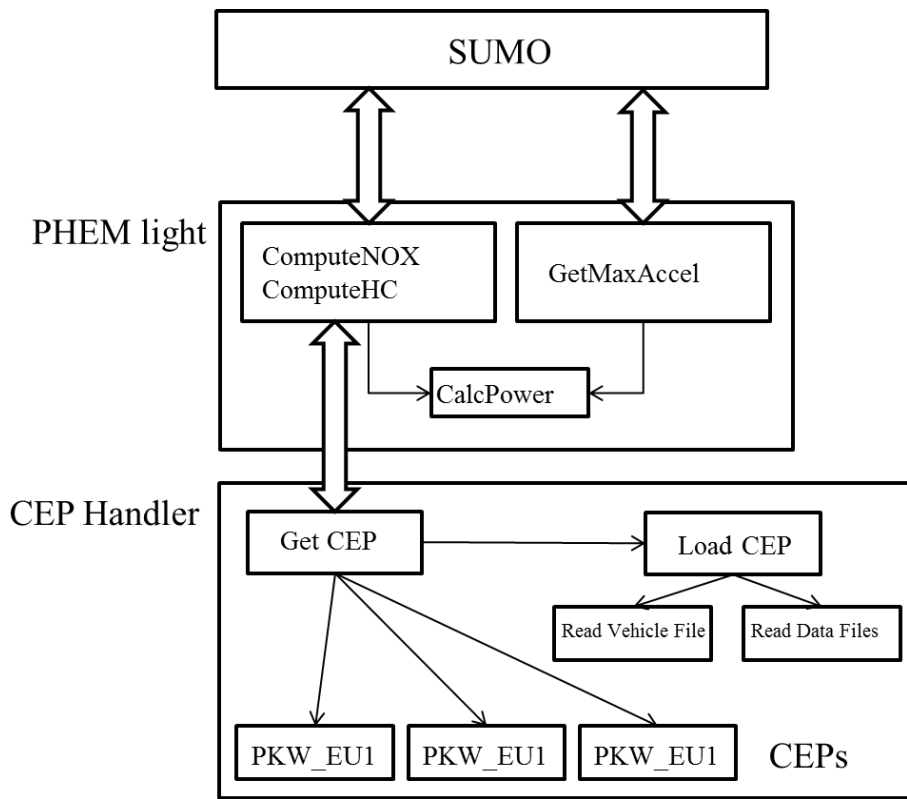 SUMO
PHEM light
ComputeNOX
ComputeHC
GetMaxAccel
CalcPower
CEP Handler
Get CEP
Load CEP
Read Vehicle File
Read Data Files
PKW_EU1
PKW_EU1
PKW_EU1
CEPs